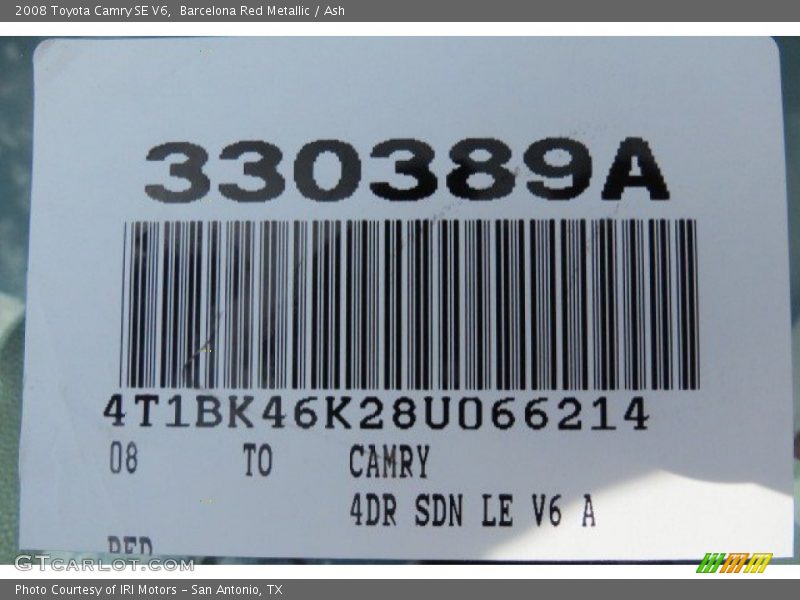 2008 Toyota Camry SE V6,  Barcelona Red Metallic / Ash
330389A
4T1BK46K28U066214
08 TO CAMRY
4DR SDN LE V6 A
RED
GTCARLOT.COM
Photo Courtesy of IRI Motors – San Antonio, TX